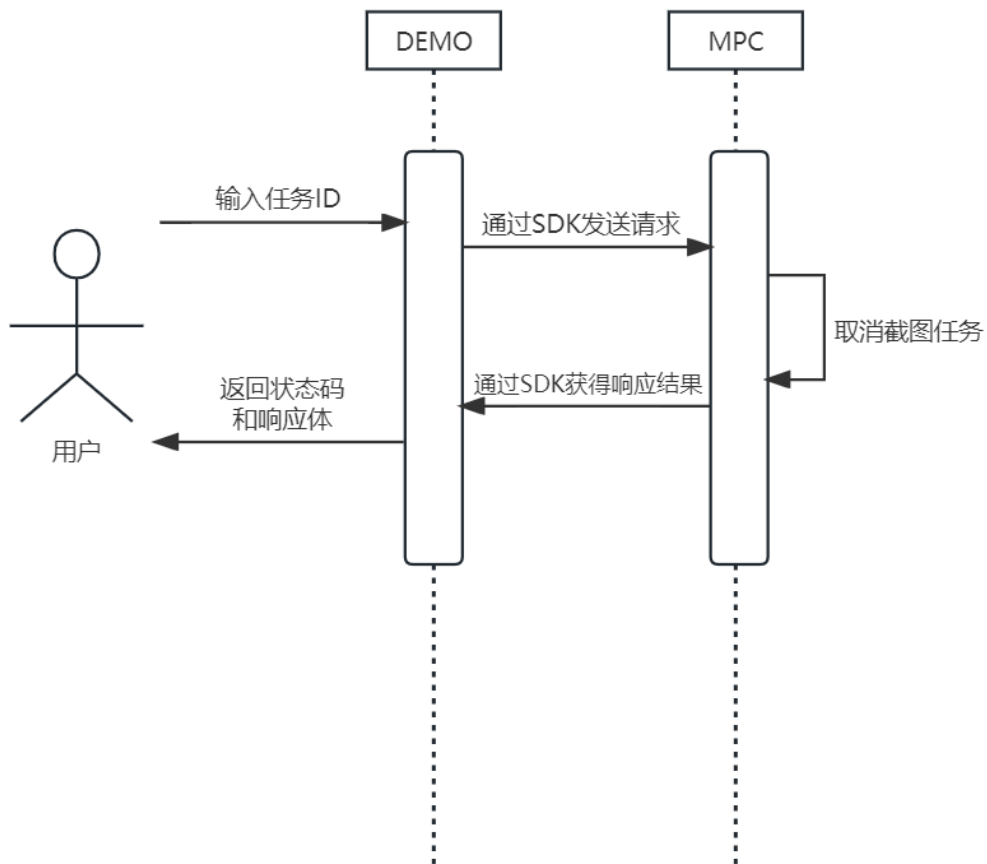 DEMO
MPC
输入任务ID
通过SDK发送请求
取消截图任务
通过SDK获得响应结果
返回状态码
和响应体
用户